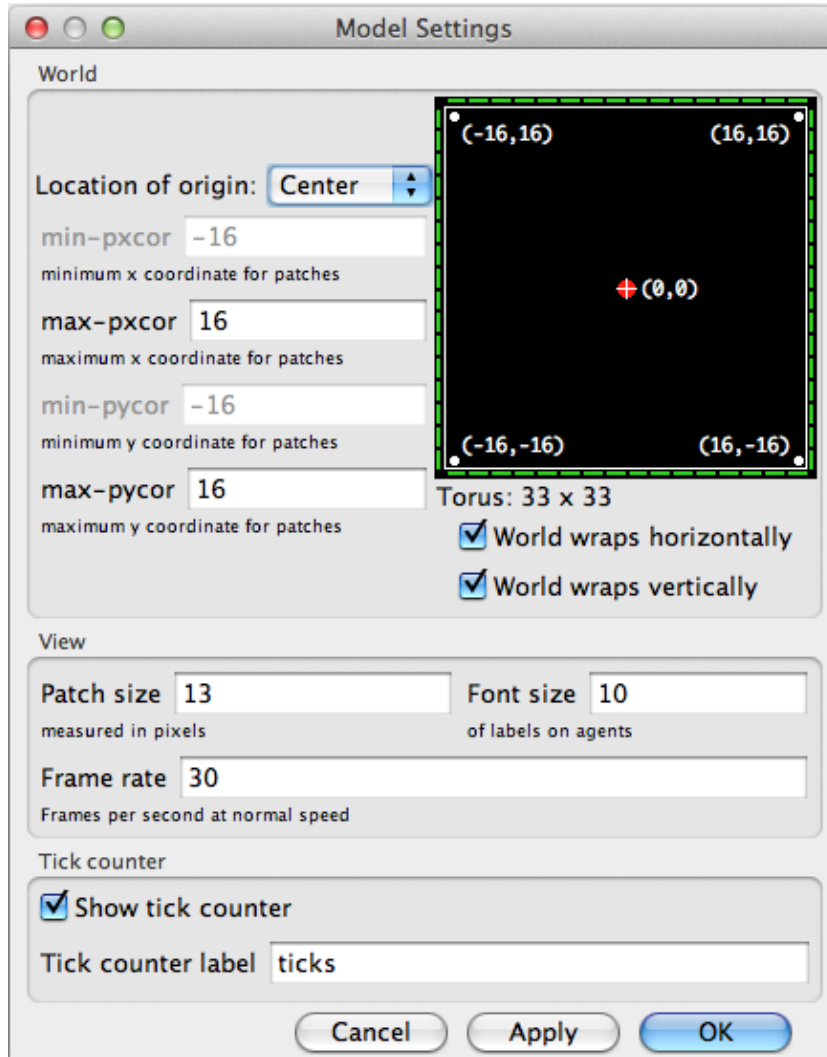 Model Settings
World
(-16,16) (16,16)
Location of origin: Center
min-pxcor -16
minimum x coordinate for patches
(0,0)
max-pxcor 16
maximum x coordinate for patches
min-pycor -16
minimum y coordinate for patches
(-16,-16) (16,-16)
max-pycor 16
maximum y coordinate for patches
Torus: 33 x 33
World wraps horizontally
World wraps vertically
View
Patch size 13
measured in pixels
Font size 10
of labels on agents
Frame rate 30
Frames per second at normal speed
Tick counter
Show tick counter
Tick counter label ticks
Cancel Apply OK